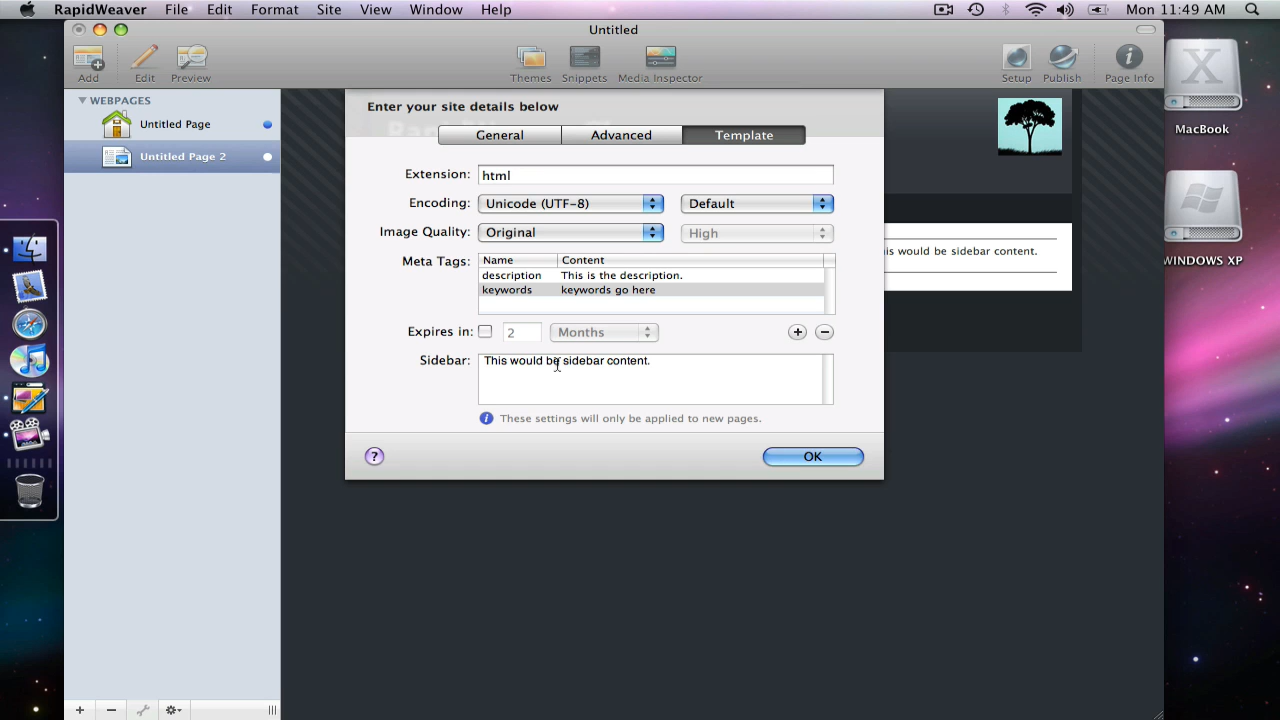 RapidWeaver File Edit Format Site View Window Help Mon 11:49 AM
Untitled
Add Edit Preview Themes Snippets Media Inspector Setup Publish Page Info
WEBPAGES
Untitled Page
Untitled Page 2
Enter your site details below
General Advanced Template
Extension: html
Encoding: Unicode (UTF-8) Default
Image Quality: Original High
Meta Tags: Name Content
description This is the description.
keywords keywords go here
Expires in: 2 Months
Sidebar: This would be sidebar content.
These settings will only be applied to new pages.
? OK
is would be sidebar content.
MacBook
WINDOWS XP